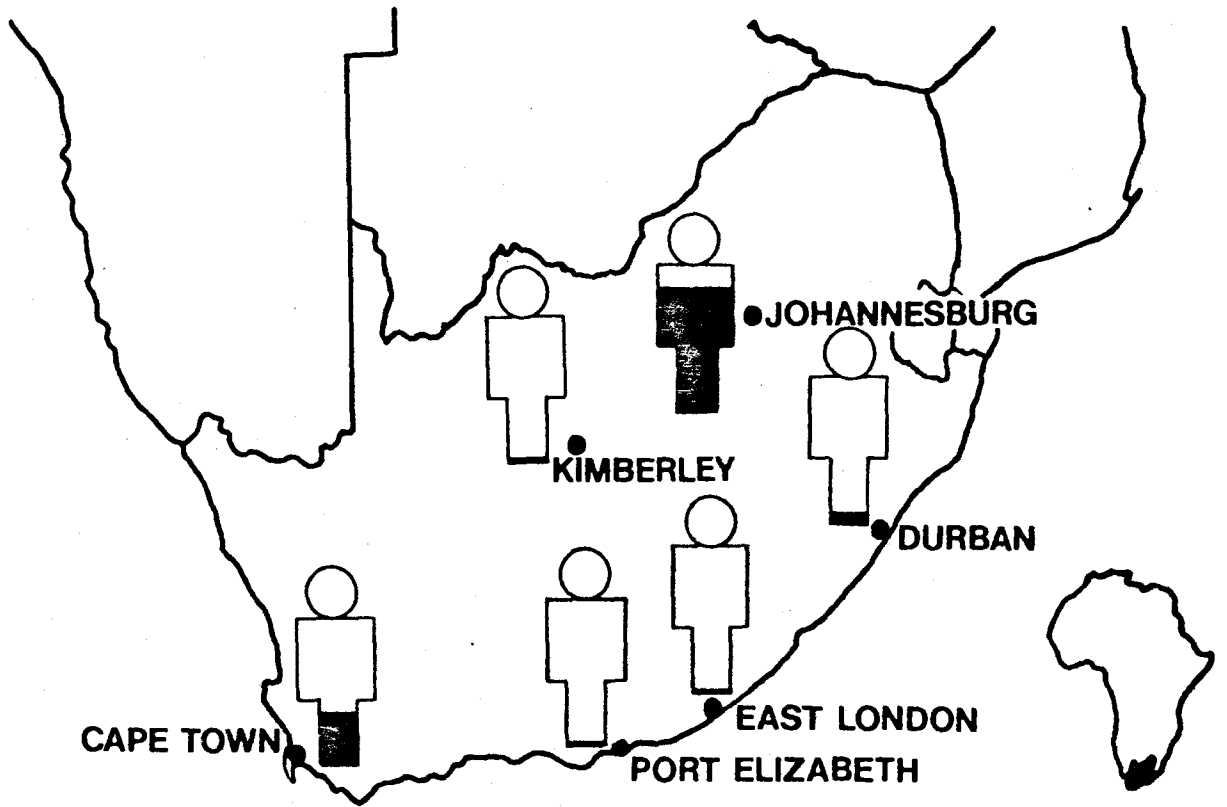 JOHANNESBURG
KIMBERLEY
DURBAN
EAST LONDON
CAPE TOWN
PORT ELIZABETH